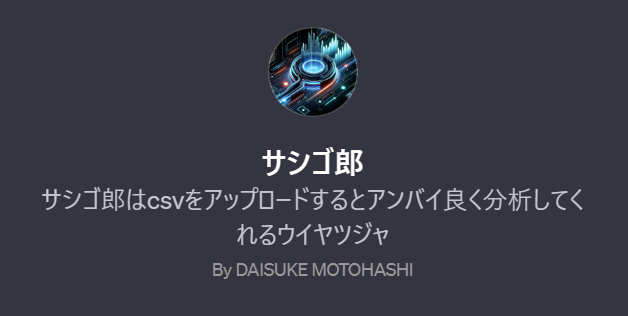 サシゴ郎
サシゴ郎はcsvをアップロードするとアンバイ良く分析してく
れるウイヤツジャ
By DAISUKE MOTOHASHI